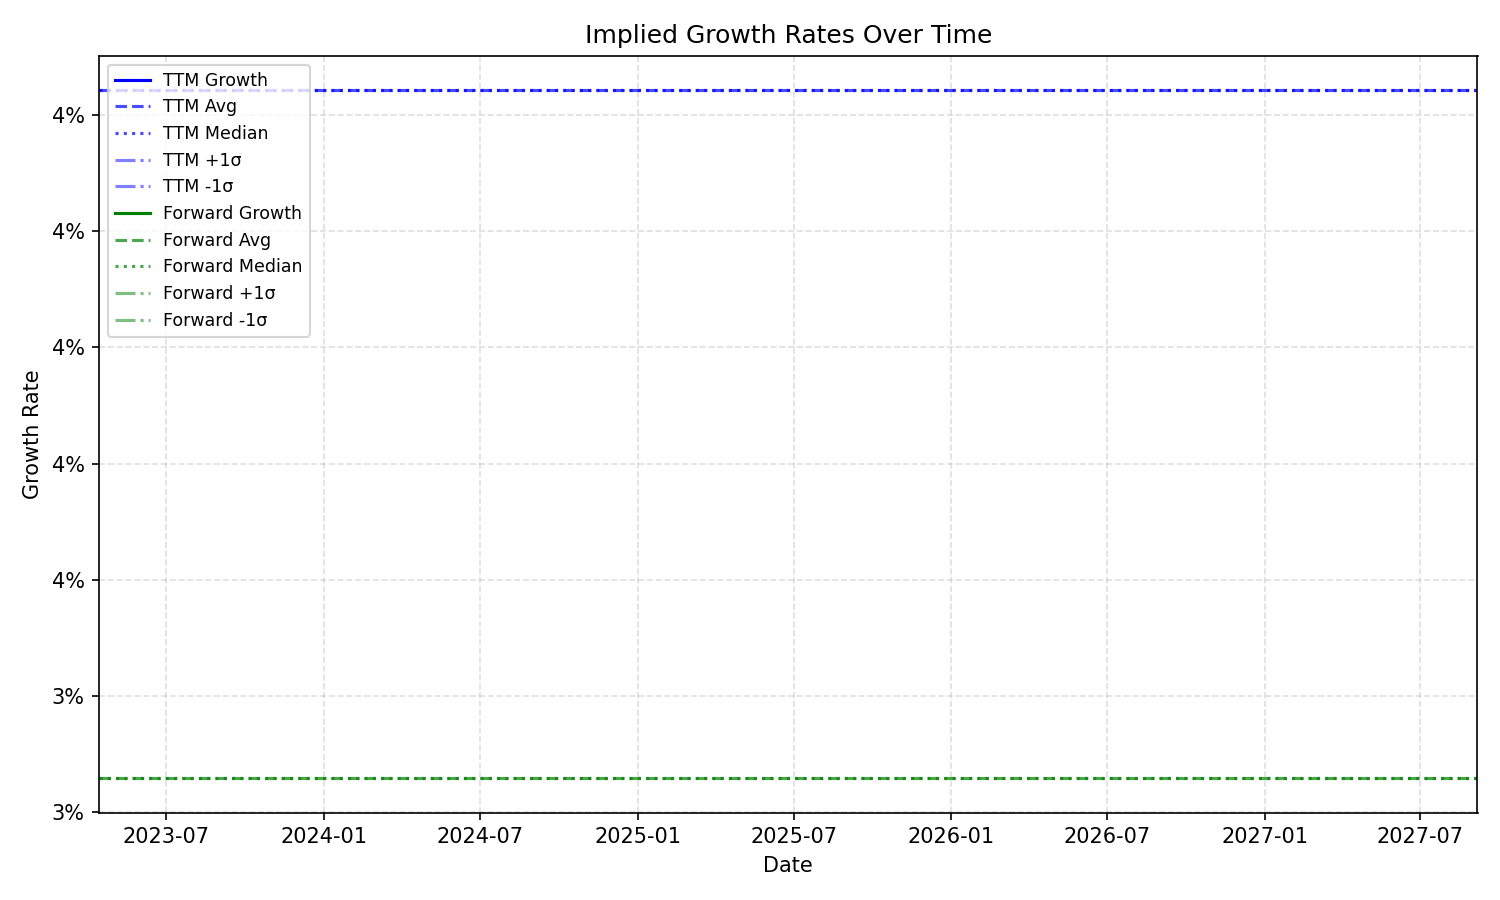 Implied Growth Rates Over Time
TTM Growth
TTM Avg
TTM Median
TTM +1σ
TTM -1σ
Forward Growth
Forward Avg
Forward Median
Forward +1σ
Forward -1σ
4%
4%
4%
4%
4%
3%
3%
Growth Rate
2023-07 2024-01 2024-07 2025-01 2025-07 2026-01 2026-07 2027-01 2027-07
Date